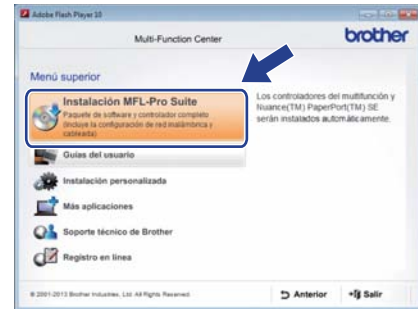 Adobe Flash Player 10
Multi-Function Center
brother
Menú superior
Instalación MFL-Pro Suite
Paquete de software y controlador completo
(incluye la configuración de red inalámbrica y
cableada)
Los controladores del multifunción y
Nuance(TM) PaperPort(TM) SE
serán instalados automáticamente.
Guías del usuario
Instalación personalizada
Más aplicaciones
Soporte técnico de Brother
Registro en línea
© 2001-2013 Brother Industries, Ltd. All Rights Reserved.
Anterior
Salir